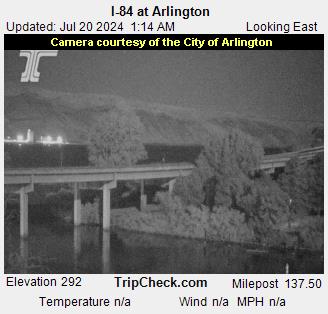 I-84 at Arlington
Updated: Jul 20 2024 1:14 AM Looking East
Camera courtesy of the City of Arlington
Elevation 292 TripCheck.com Milepost 137.50
Temperature n/a Wind n/a MPH n/a